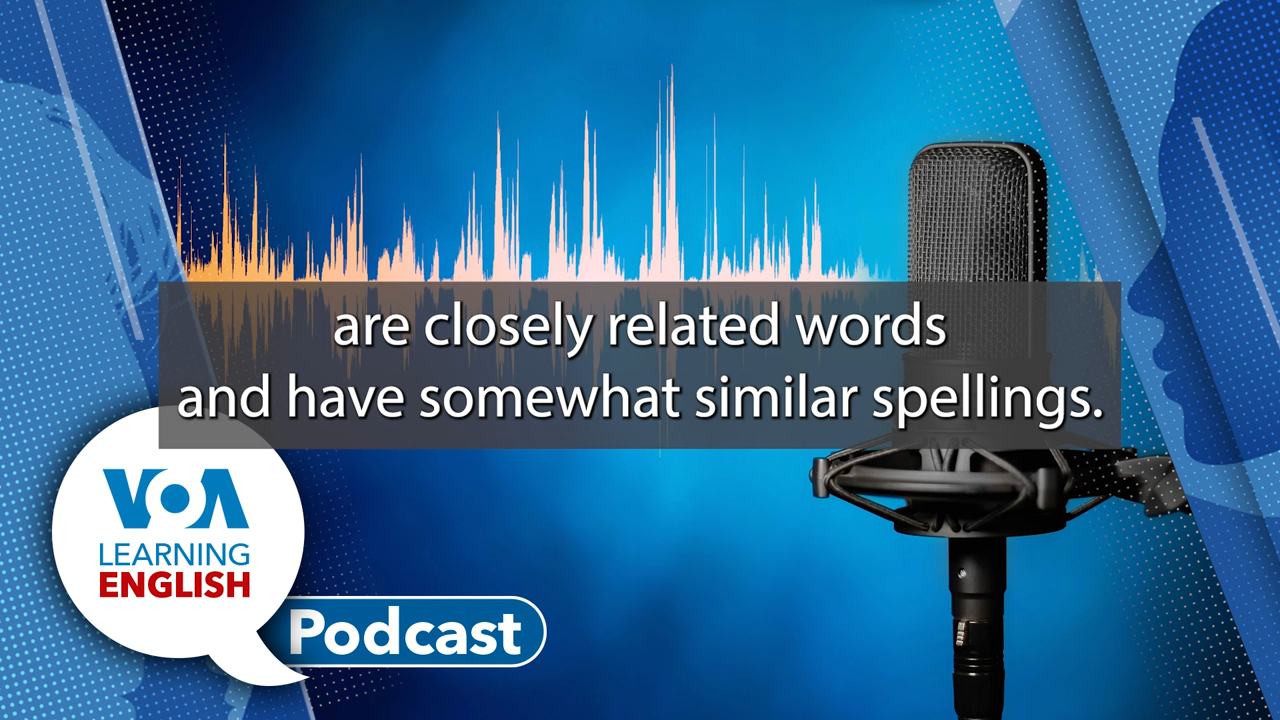 are closely related words
and have somewhat similar spellings.
VOA
LEARNING
ENGLISH
Podcast